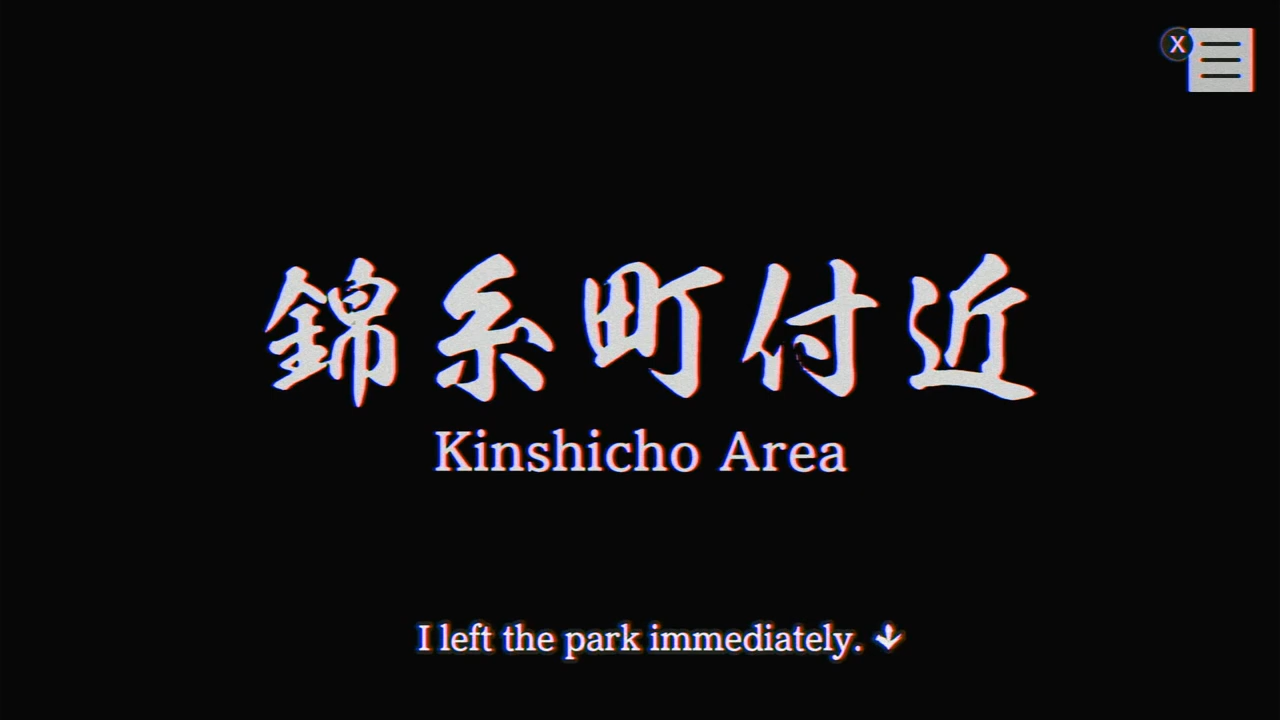 X
錦糸町付近
Kinshicho Area
I left the park immediately.